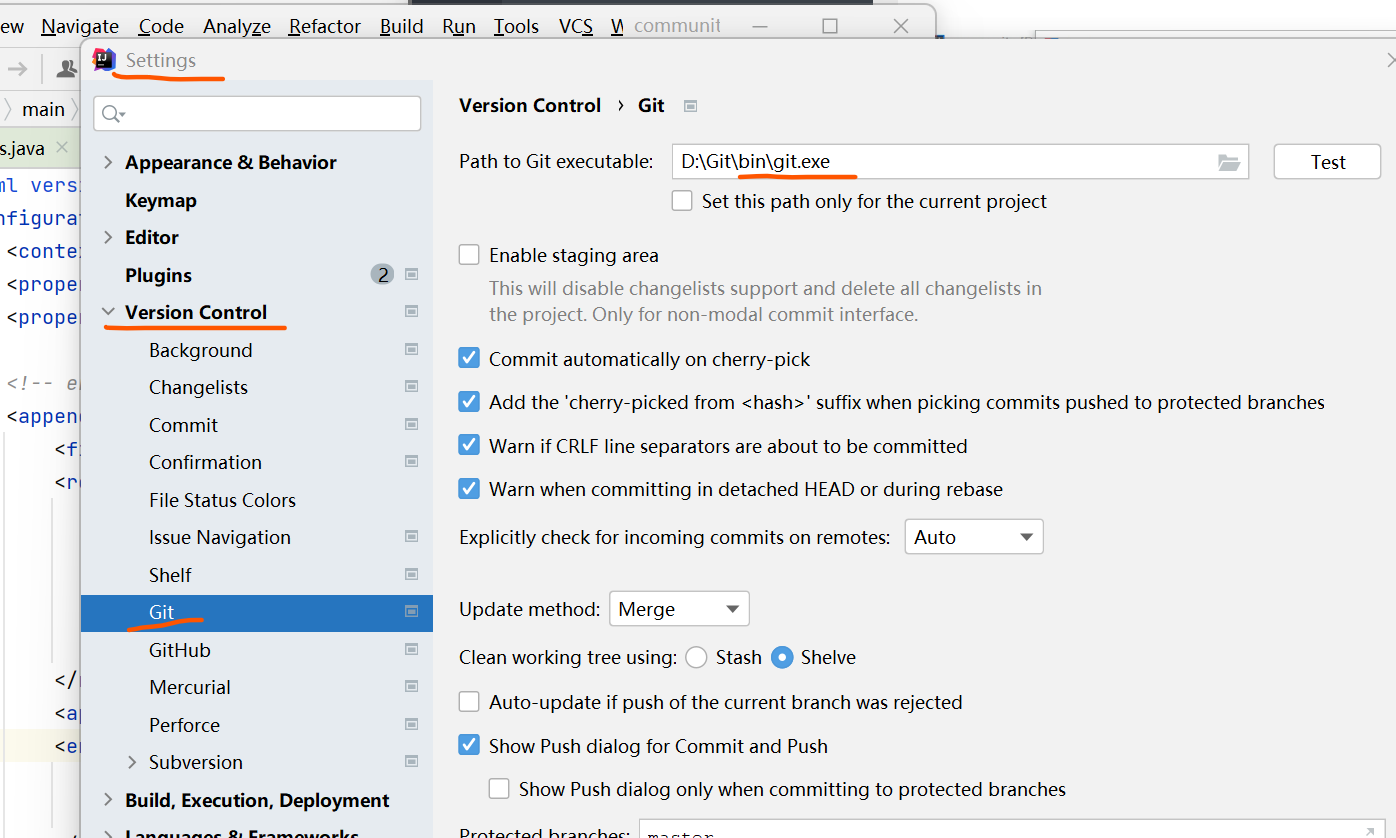 ew Navigate Code Analyze Refactor Build Run Tools VCS W communit
Settings
main
s.java
ml vers
nfigurat
<conte
<prope
<prope
<!-- e
<appen
<f
<r
</
<a
<e
Appearance & Behavior
Keymap
Editor
Plugins 2
Version Control
Background
Changelists
Commit
Confirmation
File Status Colors
Issue Navigation
Shelf
Git
GitHub
Mercurial
Perforce
Subversion
Build, Execution, Deployment
Languages & Frameworks
Version Control › Git
Path to Git executable: D:\Git\bin\git.exe Test
Set this path only for the current project
Enable staging area
This will disable changelists support and delete all changelists in
the project. Only for non-modal commit interface.
Commit automatically on cherry-pick
Add the 'cherry-picked from <hash>' suffix when picking commits pushed to protected branches
Warn if CRLF line separators are about to be committed
Warn when committing in detached HEAD or during rebase
Explicitly check for incoming commits on remotes: Auto
Update method: Merge
Clean working tree using: Stash Shelve
Auto-update if push of the current branch was rejected
Show Push dialog for Commit and Push
Show Push dialog only when committing to protected branches
Protected branches: master